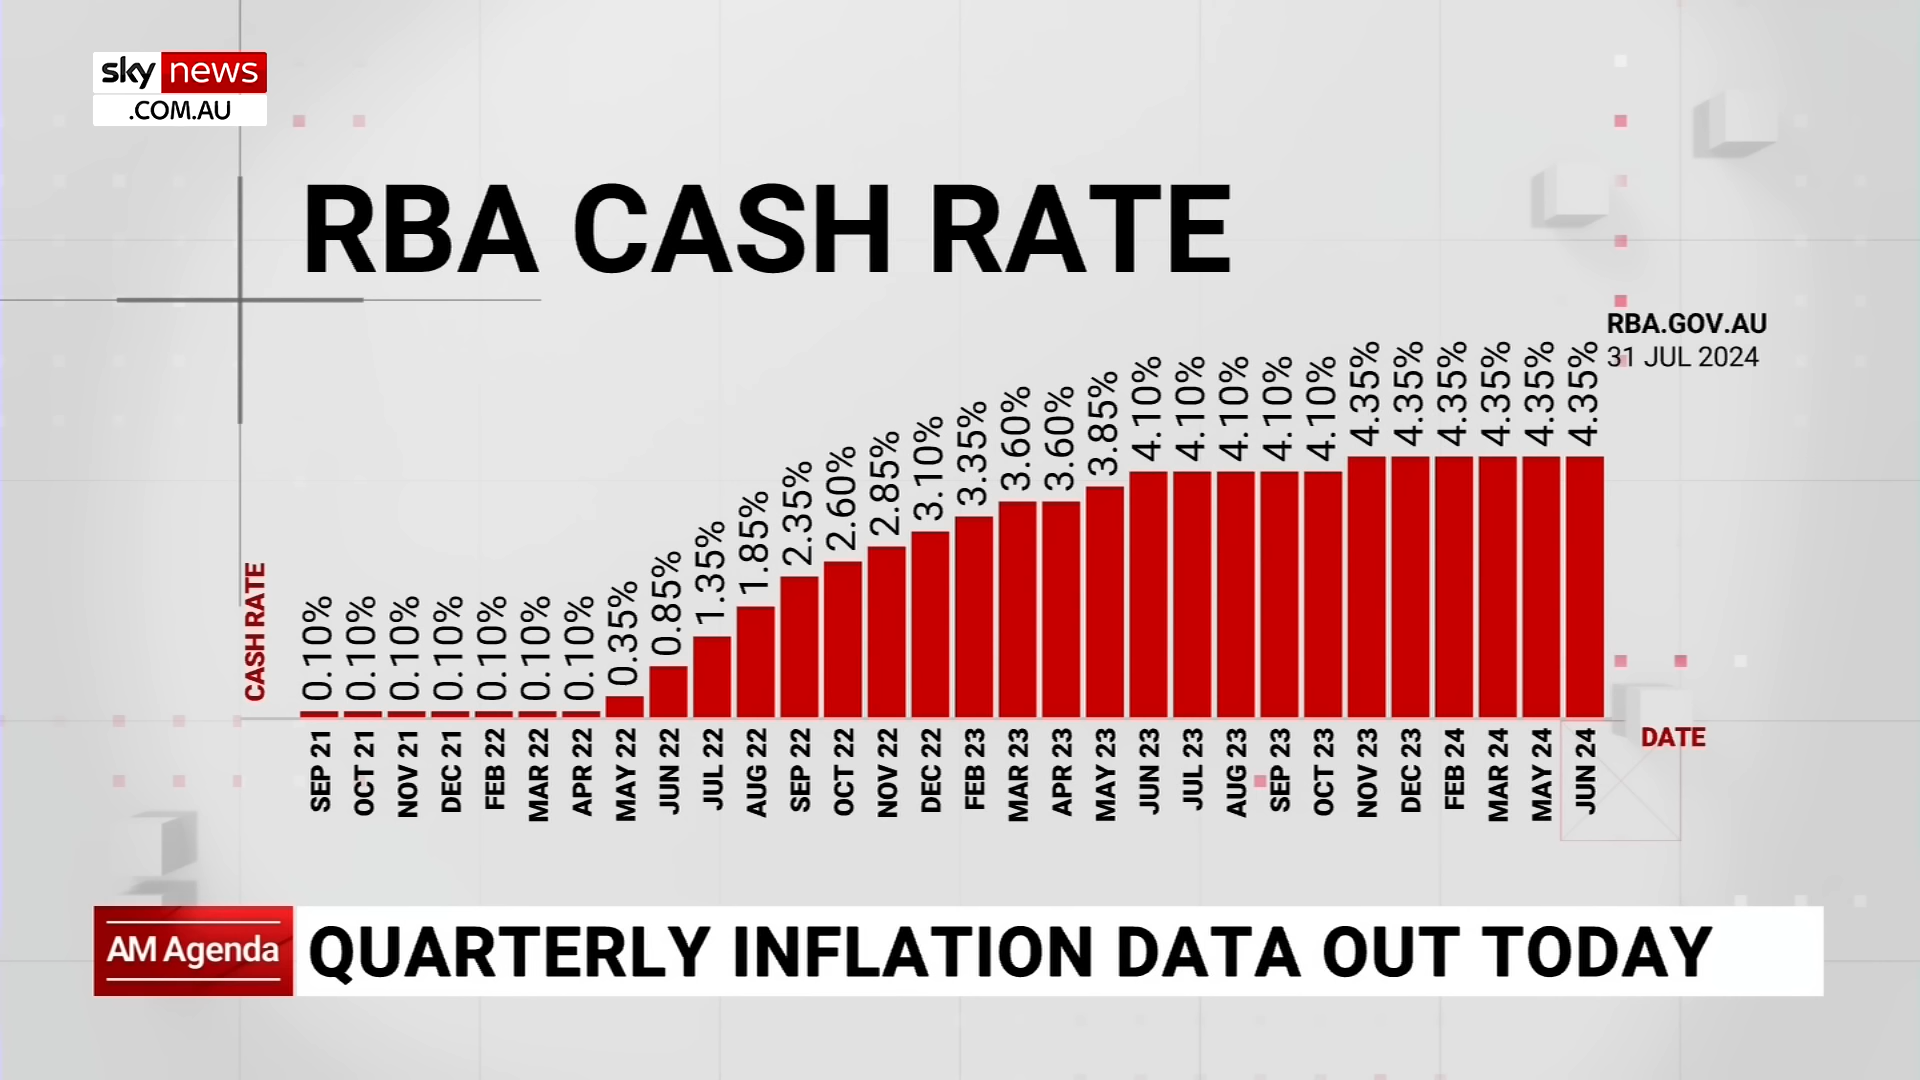 sky news
.COM.AU
RBA CASH RATE
RBA.GOV.AU
31 JUL 2024
CASH RATE
0.10% 0.10% 0.10% 0.10% 0.10% 0.10% 0.10% 0.35% 0.85% 1.35% 1.85% 2.35% 2.60% 2.85% 3.10% 3.35% 3.60% 3.60% 3.85% 4.10% 4.10% 4.10% 4.10% 4.10% 4.35% 4.35% 4.35% 4.35% 4.35% 4.35%
SEP 21 OCT 21 NOV 21 DEC 21 FEB 22 MAR 22 APR 22 MAY 22 JUN 22 JUL 22 AUG 22 SEP 22 OCT 22 NOV 22 DEC 22 FEB 23 MAR 23 APR 23 MAY 23 JUN 23 JUL 23 AUG 23 SEP 23 OCT 23 NOV 23 DEC 23 FEB 24 MAR 24 MAY 24 JUN 24
DATE
AM Agenda
QUARTERLY INFLATION DATA OUT TODAY